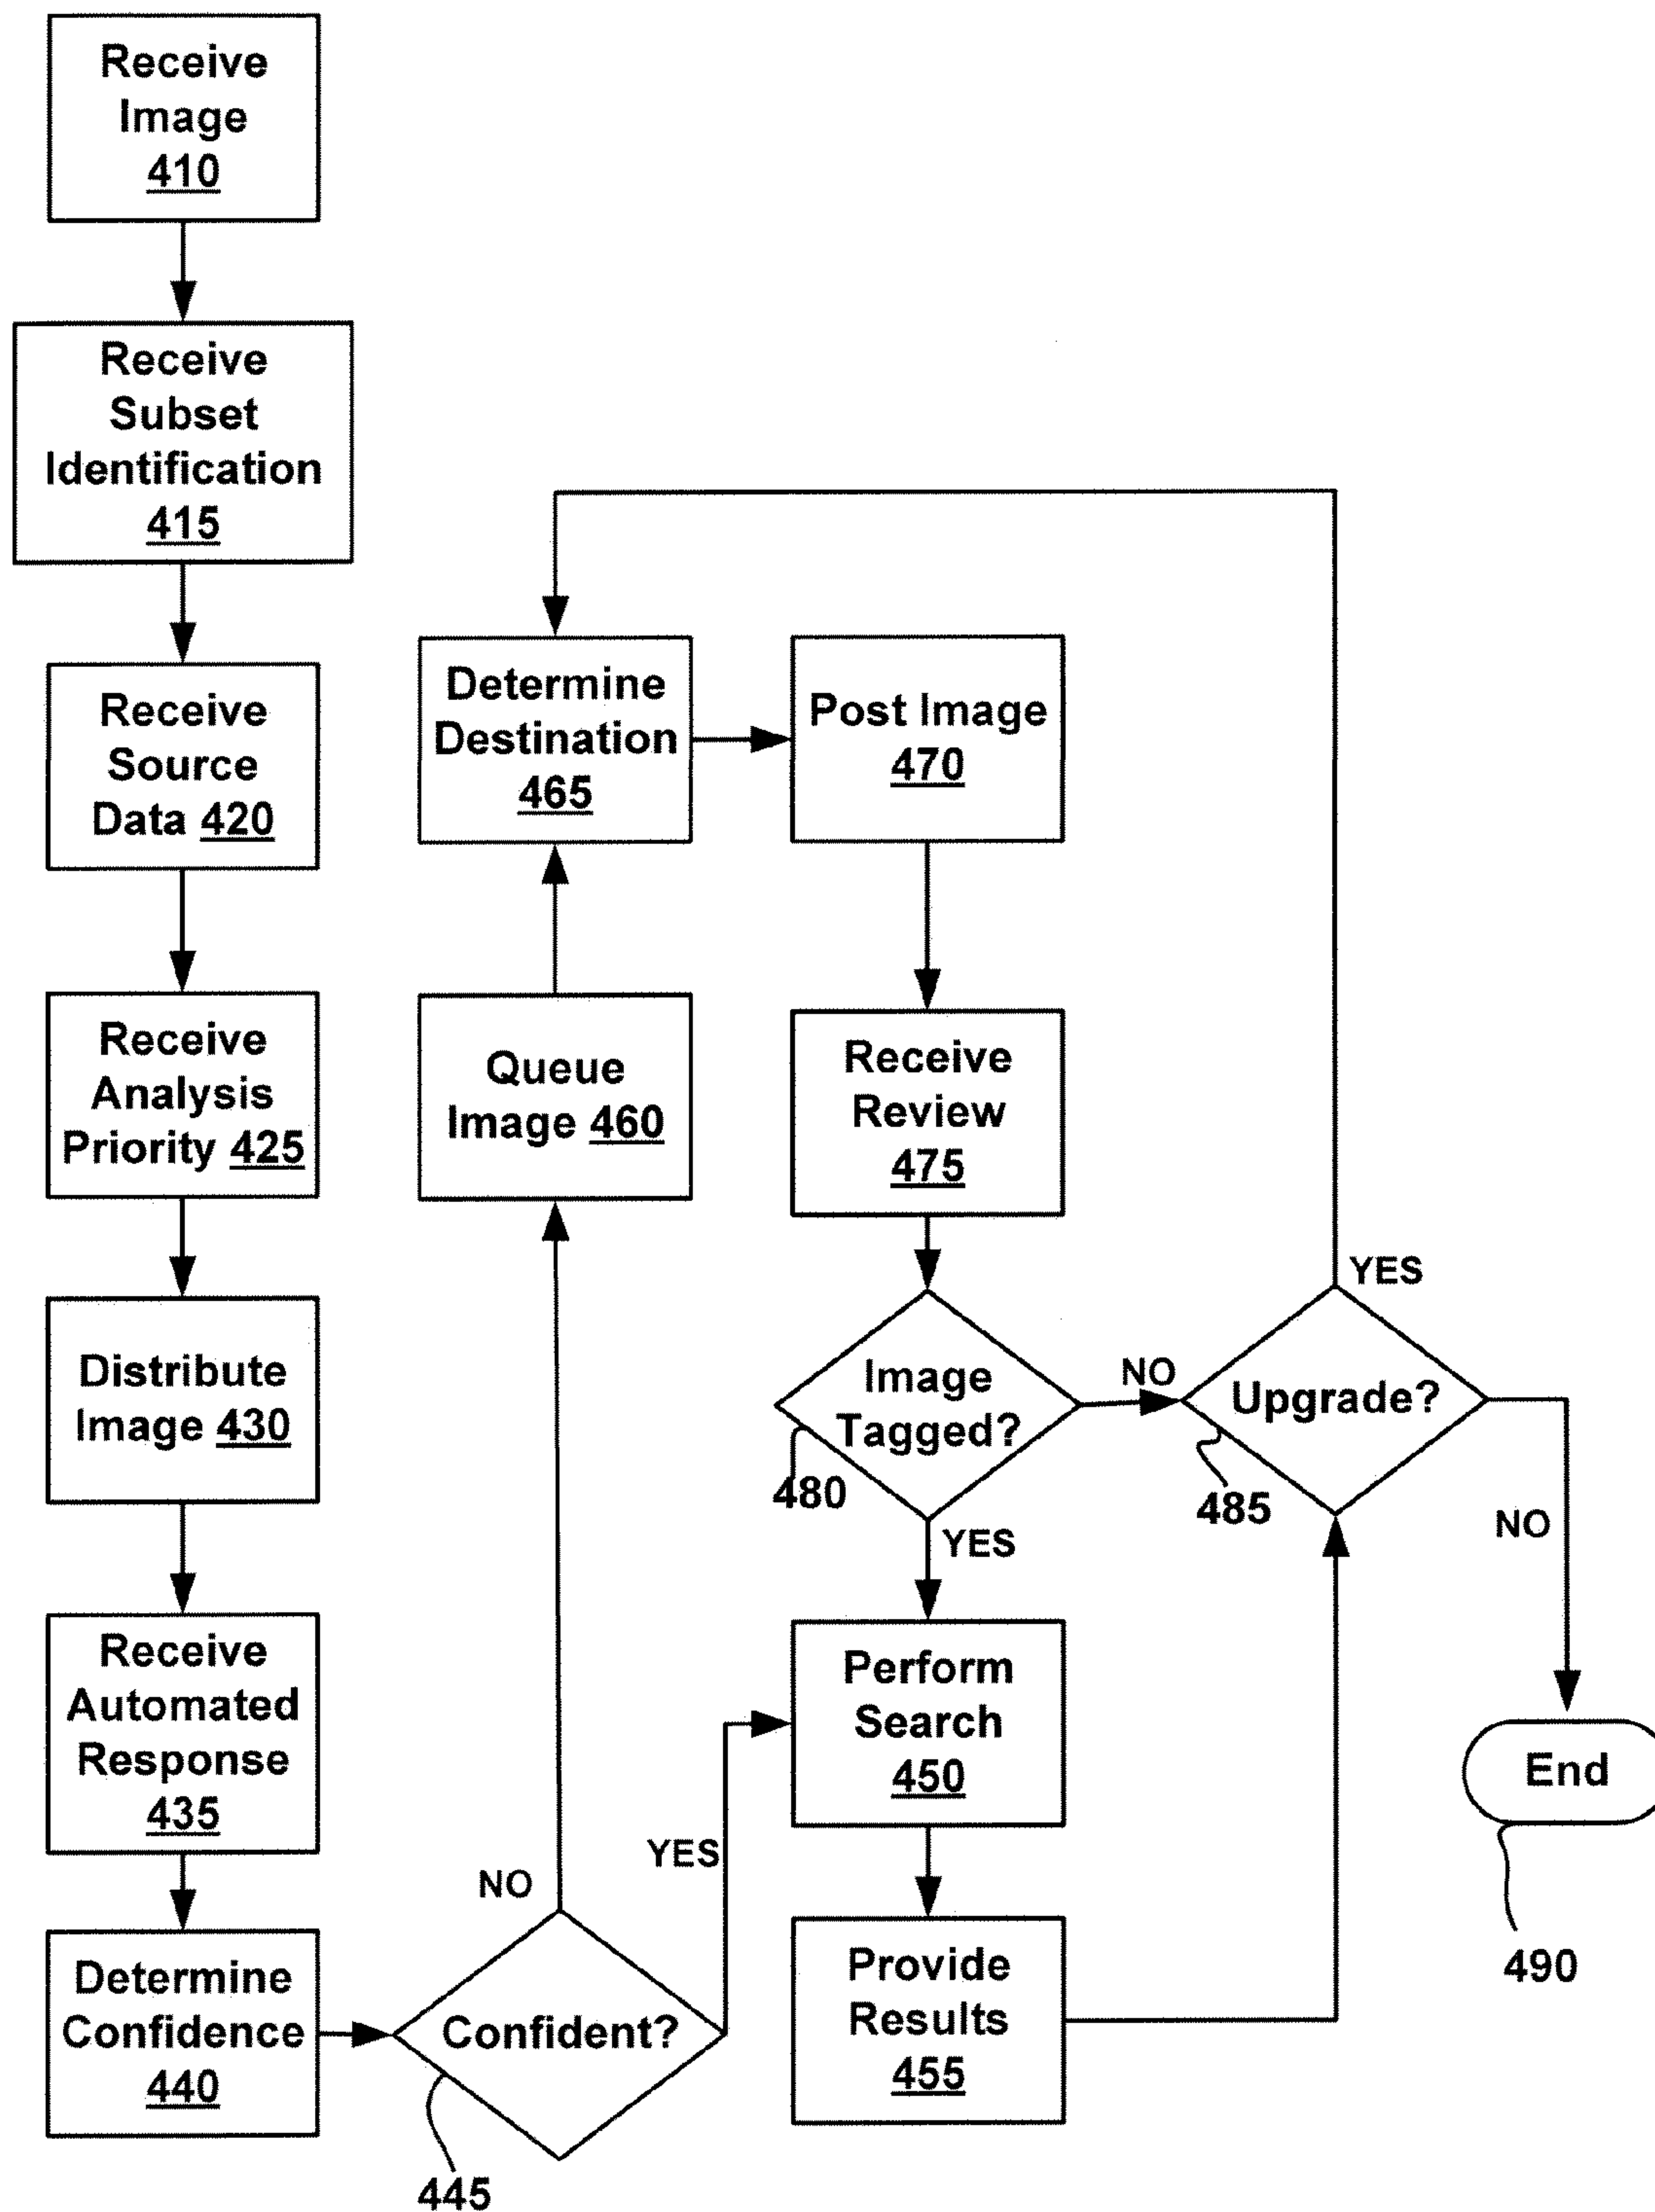 Receive
Image
410
Receive
Subset
Identification
415
Receive
Source
Data 420
Receive
Analysis
Priority 425
Distribute
Image 430
Receive
Automated
Response
435
Determine
Confidence
440
Confident?
445
NO
YES
Queue
Image 460
Determine
Destination
465
Post Image
470
Receive
Review
475
Image
Tagged?
480
NO
YES
Perform
Search
450
Provide
Results
455
Upgrade?
485
YES
NO
End
490